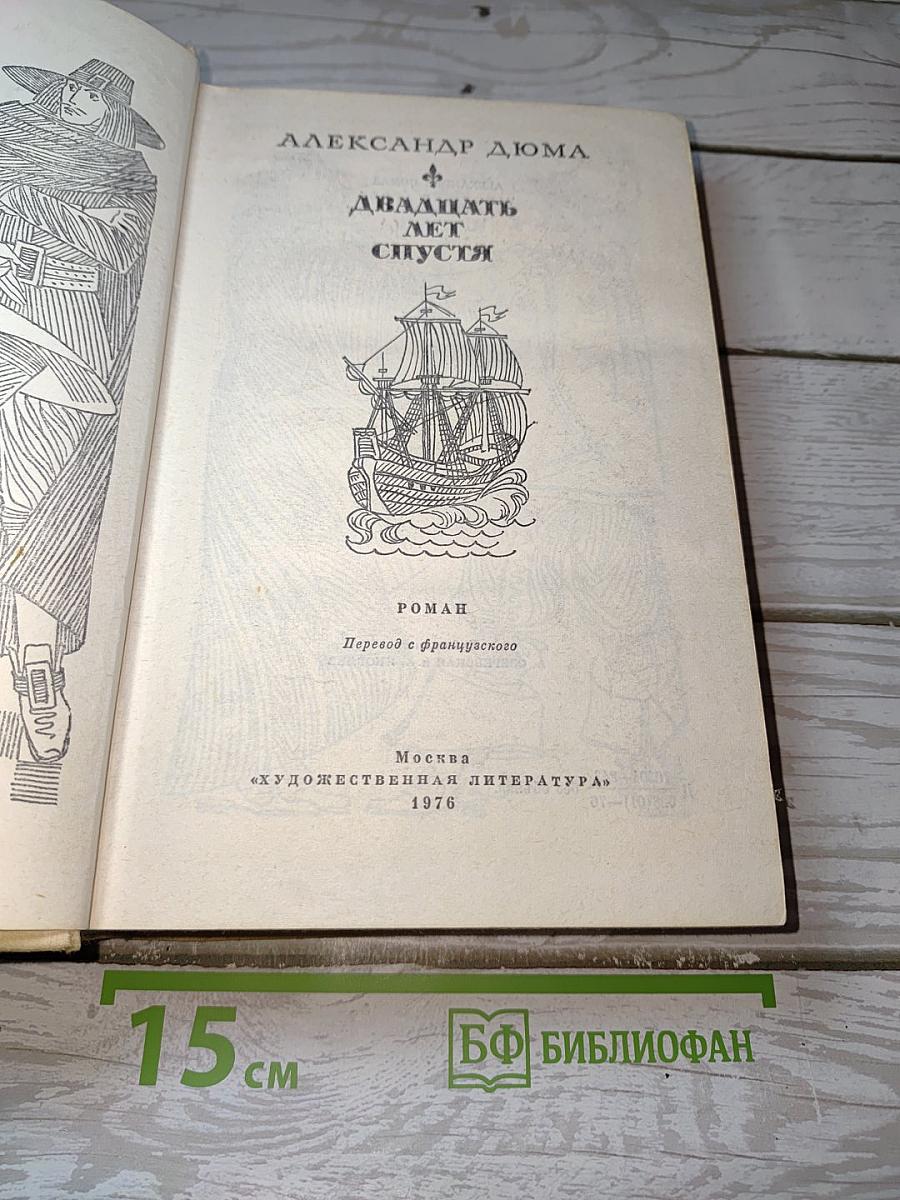 АЛЕКСАНДР ДЮМА
ДВАДЦАТЬ
ЛЕТ
СПУСТЯ
РОМАН
Перевод с французского
Москва
«ХУДОЖЕСТВЕННАЯ ЛИТЕРАТУРА»
1976
15 см
БФ БИБЛИОФАН